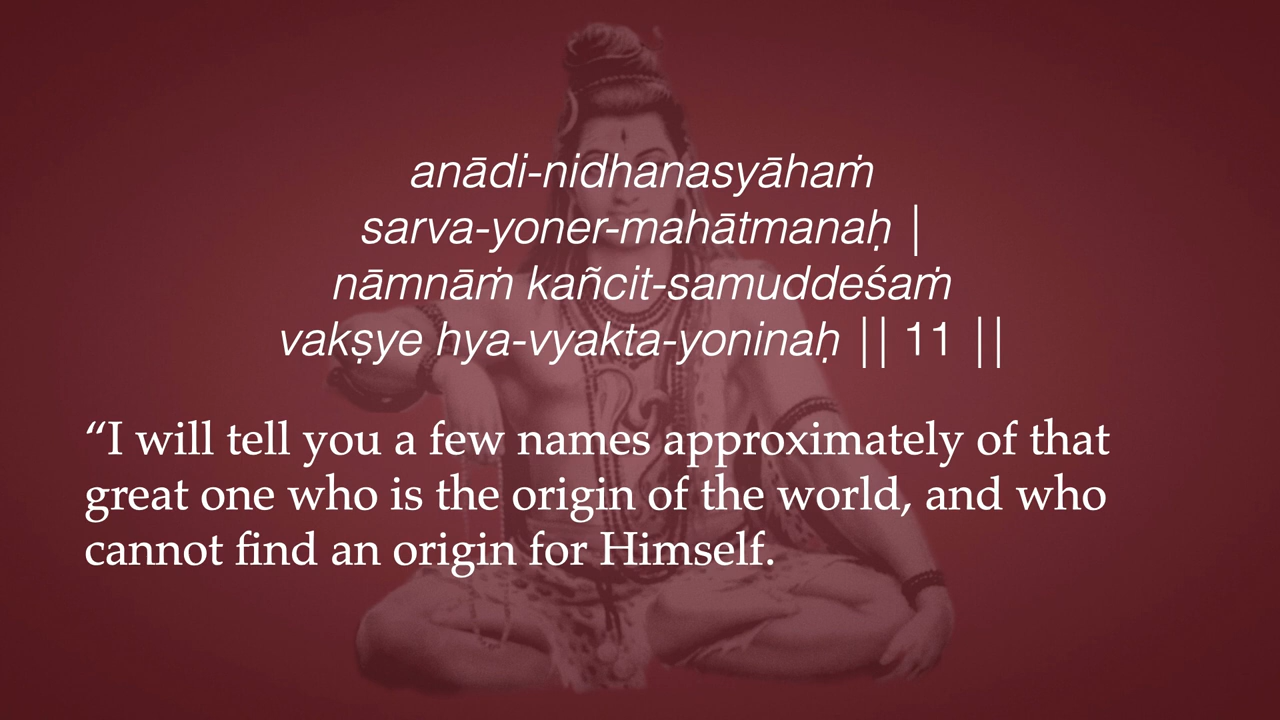 anādi-nidhanasyāhaṁ
sarva-yoner-mahātmanaḥ |
nāmnāṁ kañcit-samuddeśaṁ
vakṣye hya-vyakta-yoninaḥ || 11 ||
“I will tell you a few names approximately of that
great one who is the origin of the world, and who
cannot find an origin for Himself.